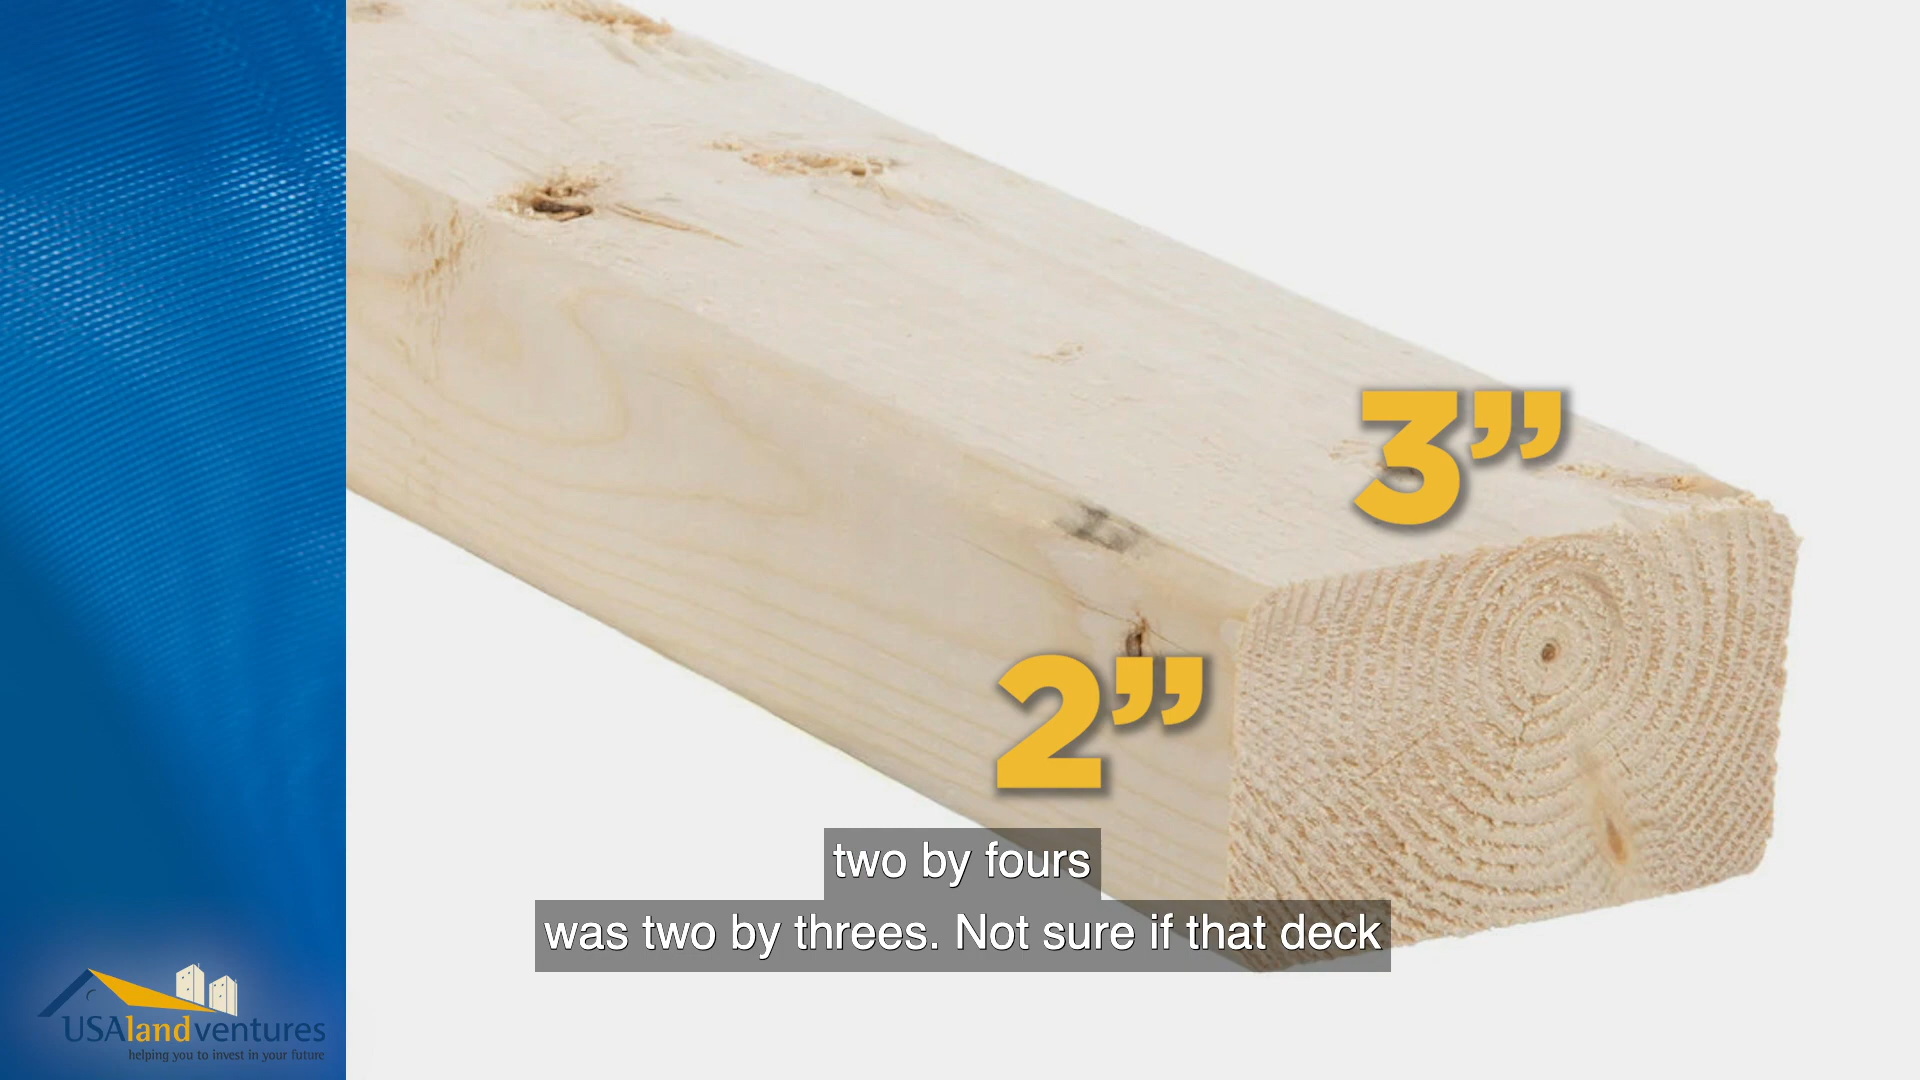 3”
2”
two by fours
was two by threes. Not sure if that deck
USAlandventures
helping you to invest in your future